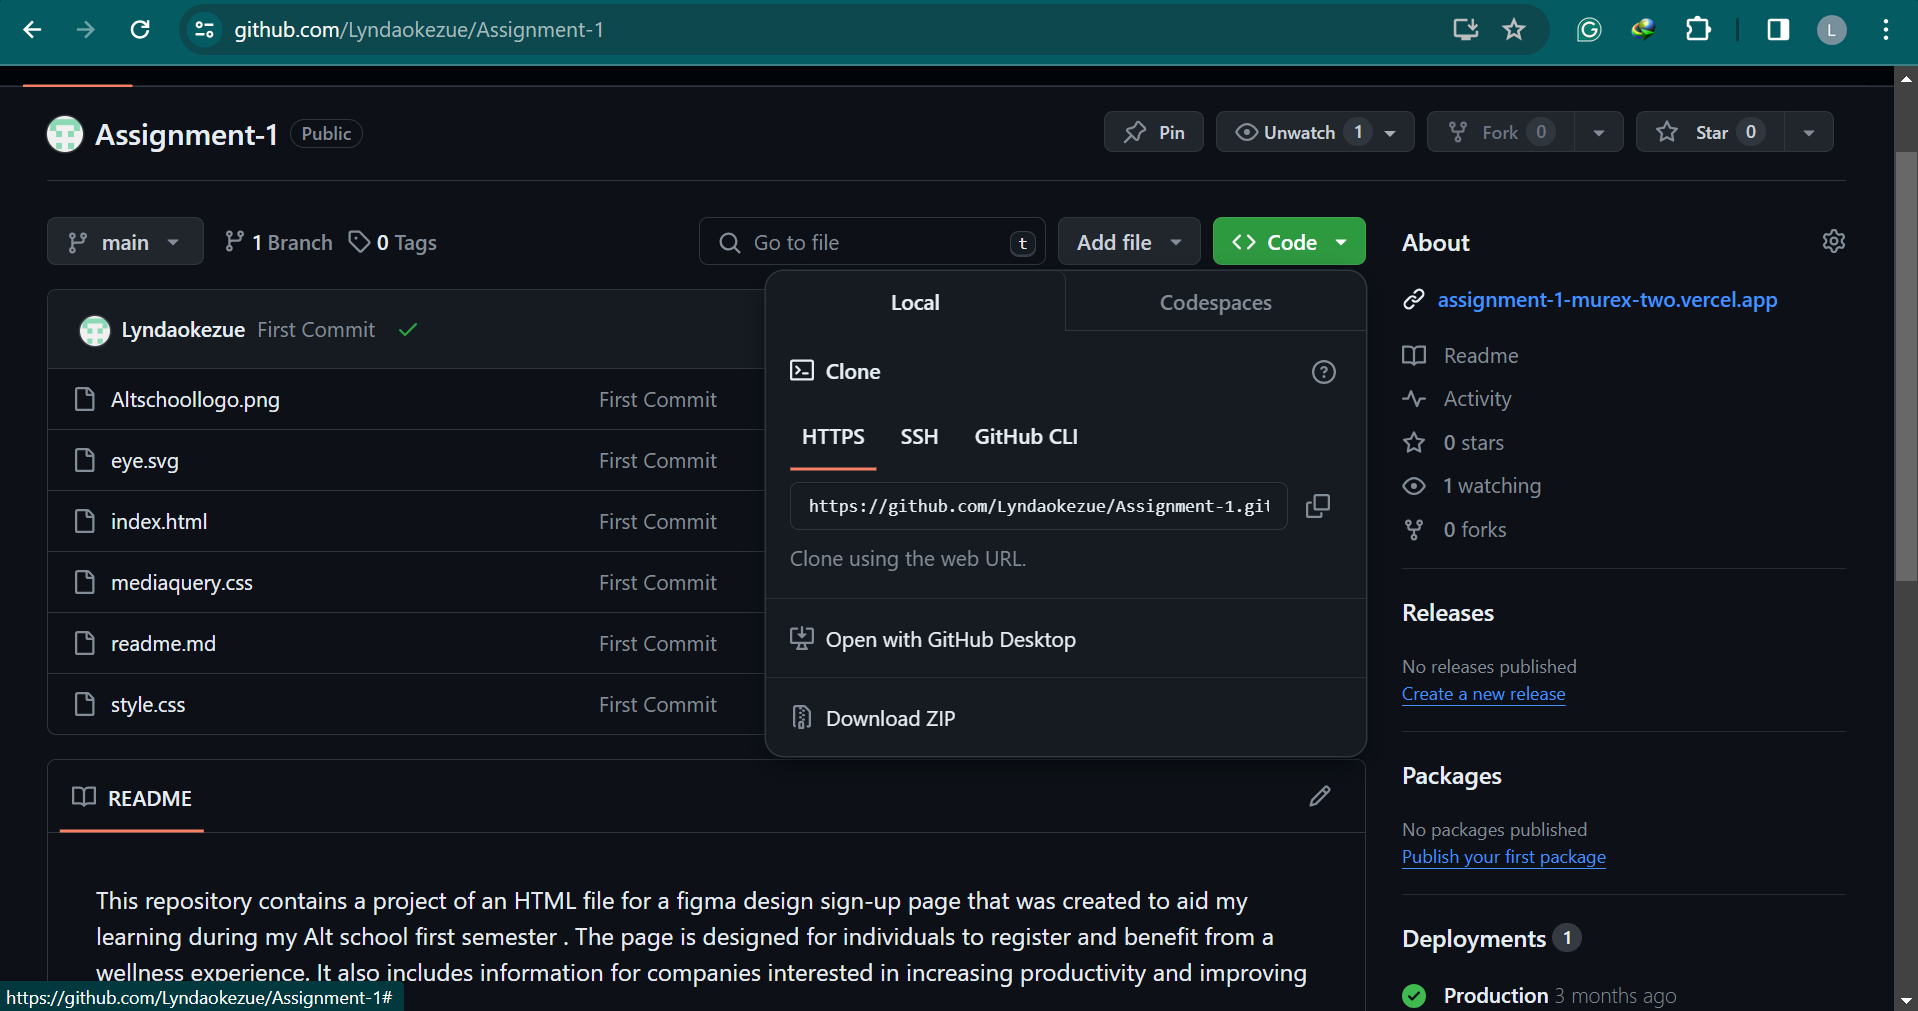 github.com/Lyndaokezue/Assignment-1
L
Assignment-1 Public
Pin
Unwatch 1
Fork 0
Star 0
main
1 Branch
0 Tags
Go to file t
Add file
<> Code
About
assignment-1-murex-two.vercel.app
Readme
Activity
0 stars
1 watching
0 forks
Lyndaokezue First Commit
Altschoollogo.png First Commit
eye.svg First Commit
index.html First Commit
mediaquery.css First Commit
readme.md First Commit
style.css First Commit
Local Codespaces
Clone
HTTPS SSH GitHub CLI
https://github.com/Lyndaokezue/Assignment-1.git
Clone using the web URL.
Open with GitHub Desktop
Download ZIP
Releases
No releases published
Create a new release
Packages
No packages published
Publish your first package
Deployments 1
Production 3 months ago
README
This repository contains a project of an HTML file for a figma design sign-up page that was created to aid my
learning during my Alt school first semester . The page is designed for individuals to register and benefit from a
wellness experience. It also includes information for companies interested in increasing productivity and improving
https://github.com/Lyndaokezue/Assignment-1#